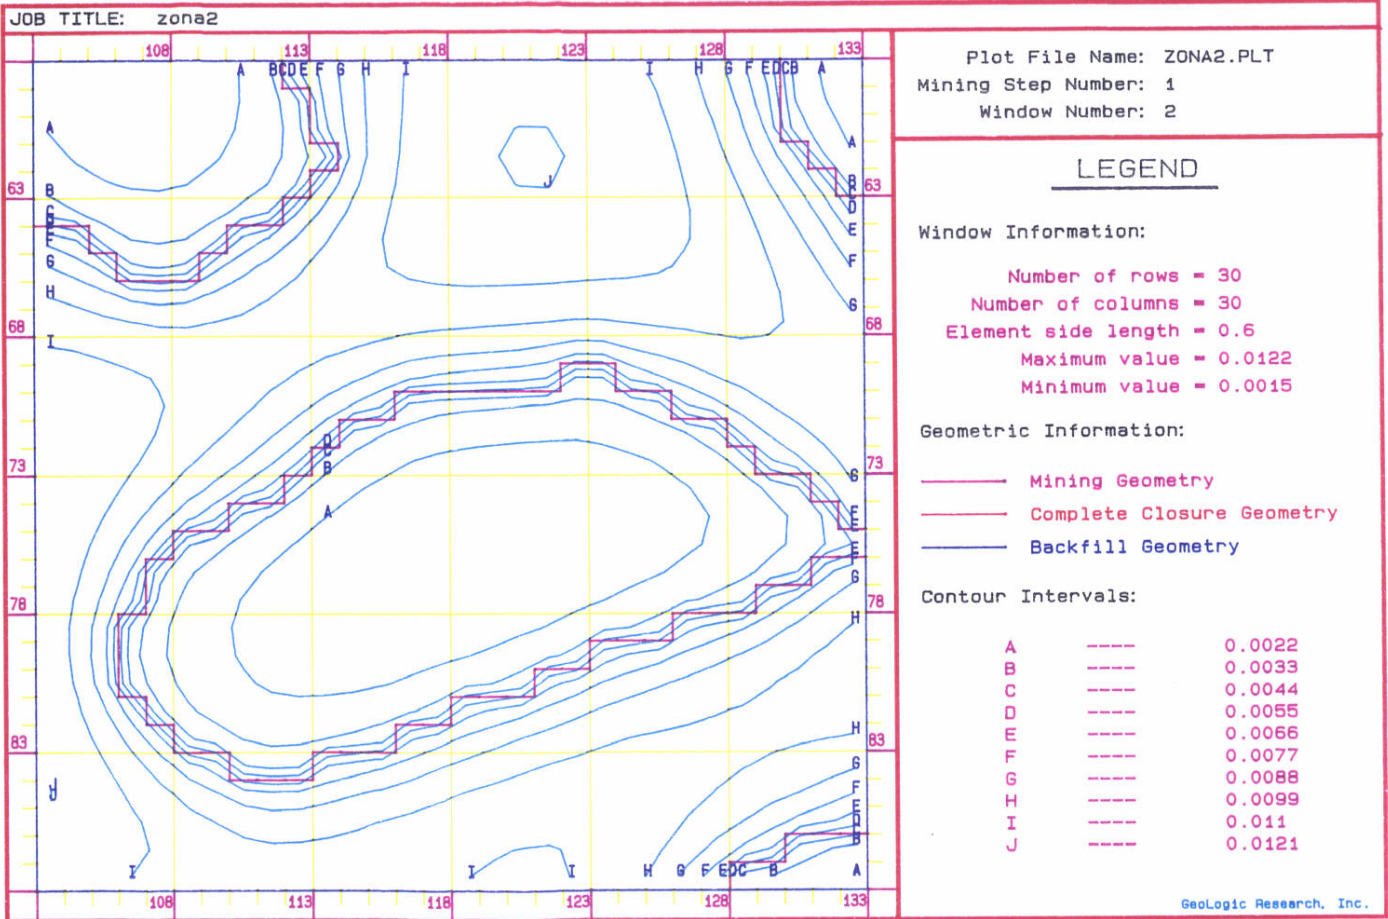 JOB TITLE: zona2
108 113 118 123 128 133
A B C D E F G H I I H G F E D C B A
Plot File Name: ZONA2.PLT
Mining Step Number: 1
Window Number: 2
A A
J
B B
63 63
G D
E
F F
G
H G
68 68
I
D
C
B
73 G 73
A
E
G
78 H 78
H
83 83
G
J F
E
B
I I I H G F E D C B A
108 113 118 123 128 133
LEGEND
Window Information:
Number of rows = 30
Number of columns = 30
Element side length = 0.6
Maximum value = 0.0122
Minimum value = 0.0015
Geometric Information:
Mining Geometry
Complete Closure Geometry
Backfill Geometry
Contour Intervals:
A ---- 0.0022
B ---- 0.0033
C ---- 0.0044
D ---- 0.0055
E ---- 0.0066
F ---- 0.0077
G ---- 0.0088
H ---- 0.0099
I ---- 0.011
J ---- 0.0121
GeoLogic Research, Inc.